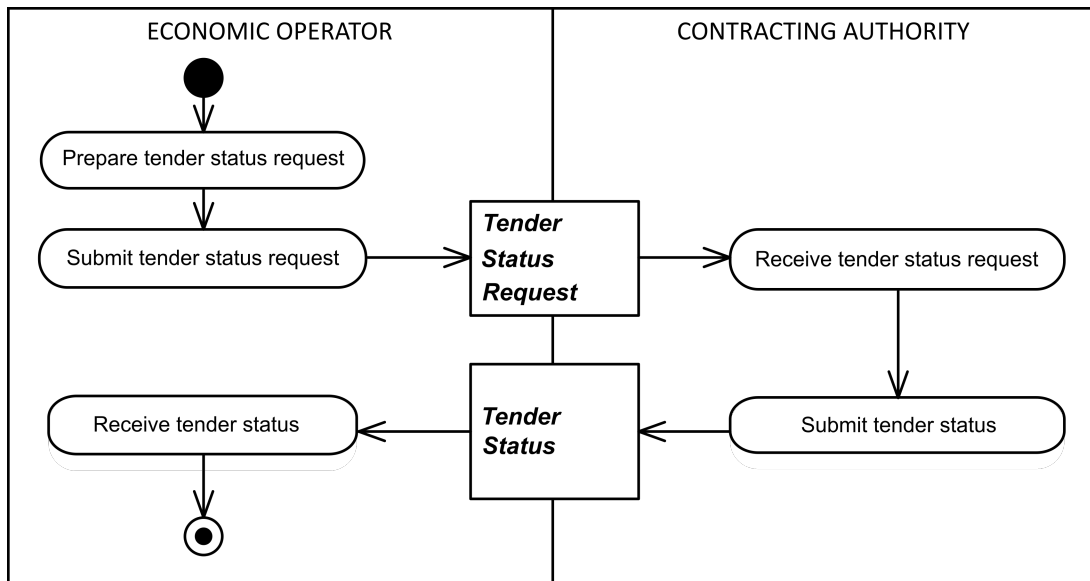 ECONOMIC OPERATOR
CONTRACTING AUTHORITY
Prepare tender status request
Submit tender status request
Tender
Status
Request
Receive tender status request
Receive tender status
Tender
Status
Submit tender status